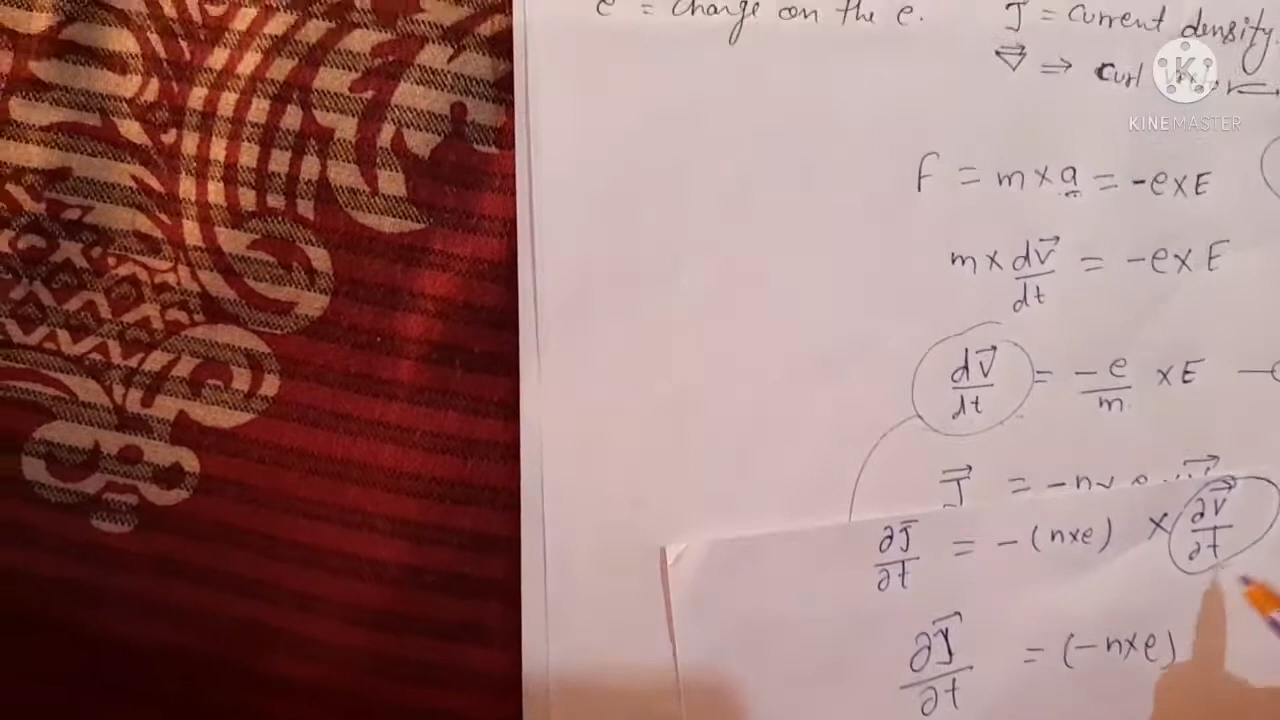 e = charge on the e.
J = current density.
⇒ curl
KINEMASTER
F = m × a = -e × E
m × dv⃗/dt = -e × E
dv⃗/dt = -e/m × E
J⃗ = -n
∂J⃗/∂t = -(n×e) × ∂v⃗/∂t
∂J⃗/∂t = (-n×e)